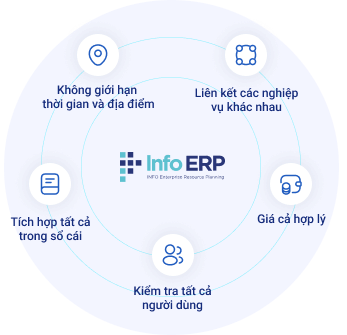 Không giới hạn
thời gian và địa điểm
Liên kết các nghiệp
vụ khác nhau
Info ERP
INFO Enterprise Resource Planning
Tích hợp tất cả
trong sổ cái
Giá cả hợp lý
Kiểm tra tất cả
người dùng